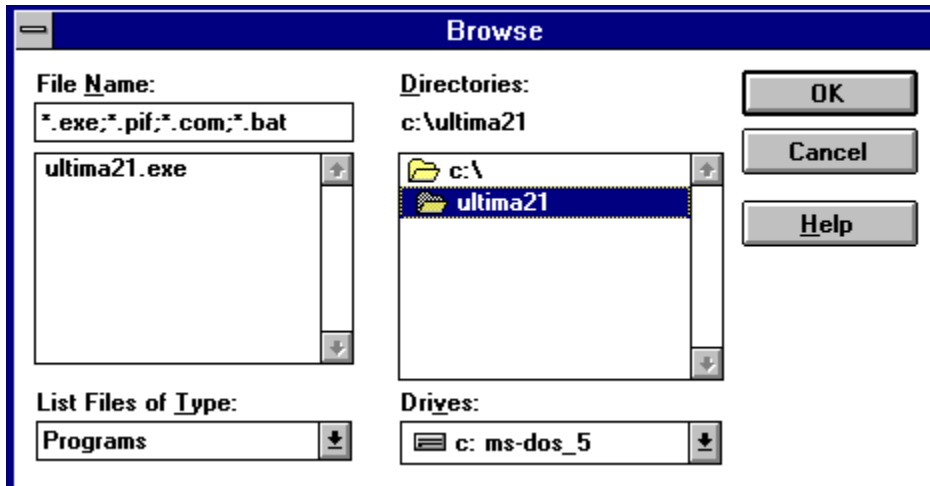 Browse
File Name:
*.exe;*.pif;*.com;*.bat
ultima21.exe
List Files of Type:
Programs
Directories:
c:\ultima21
c:\
ultima21
Drives:
c: ms-dos_5
OK
Cancel
Help